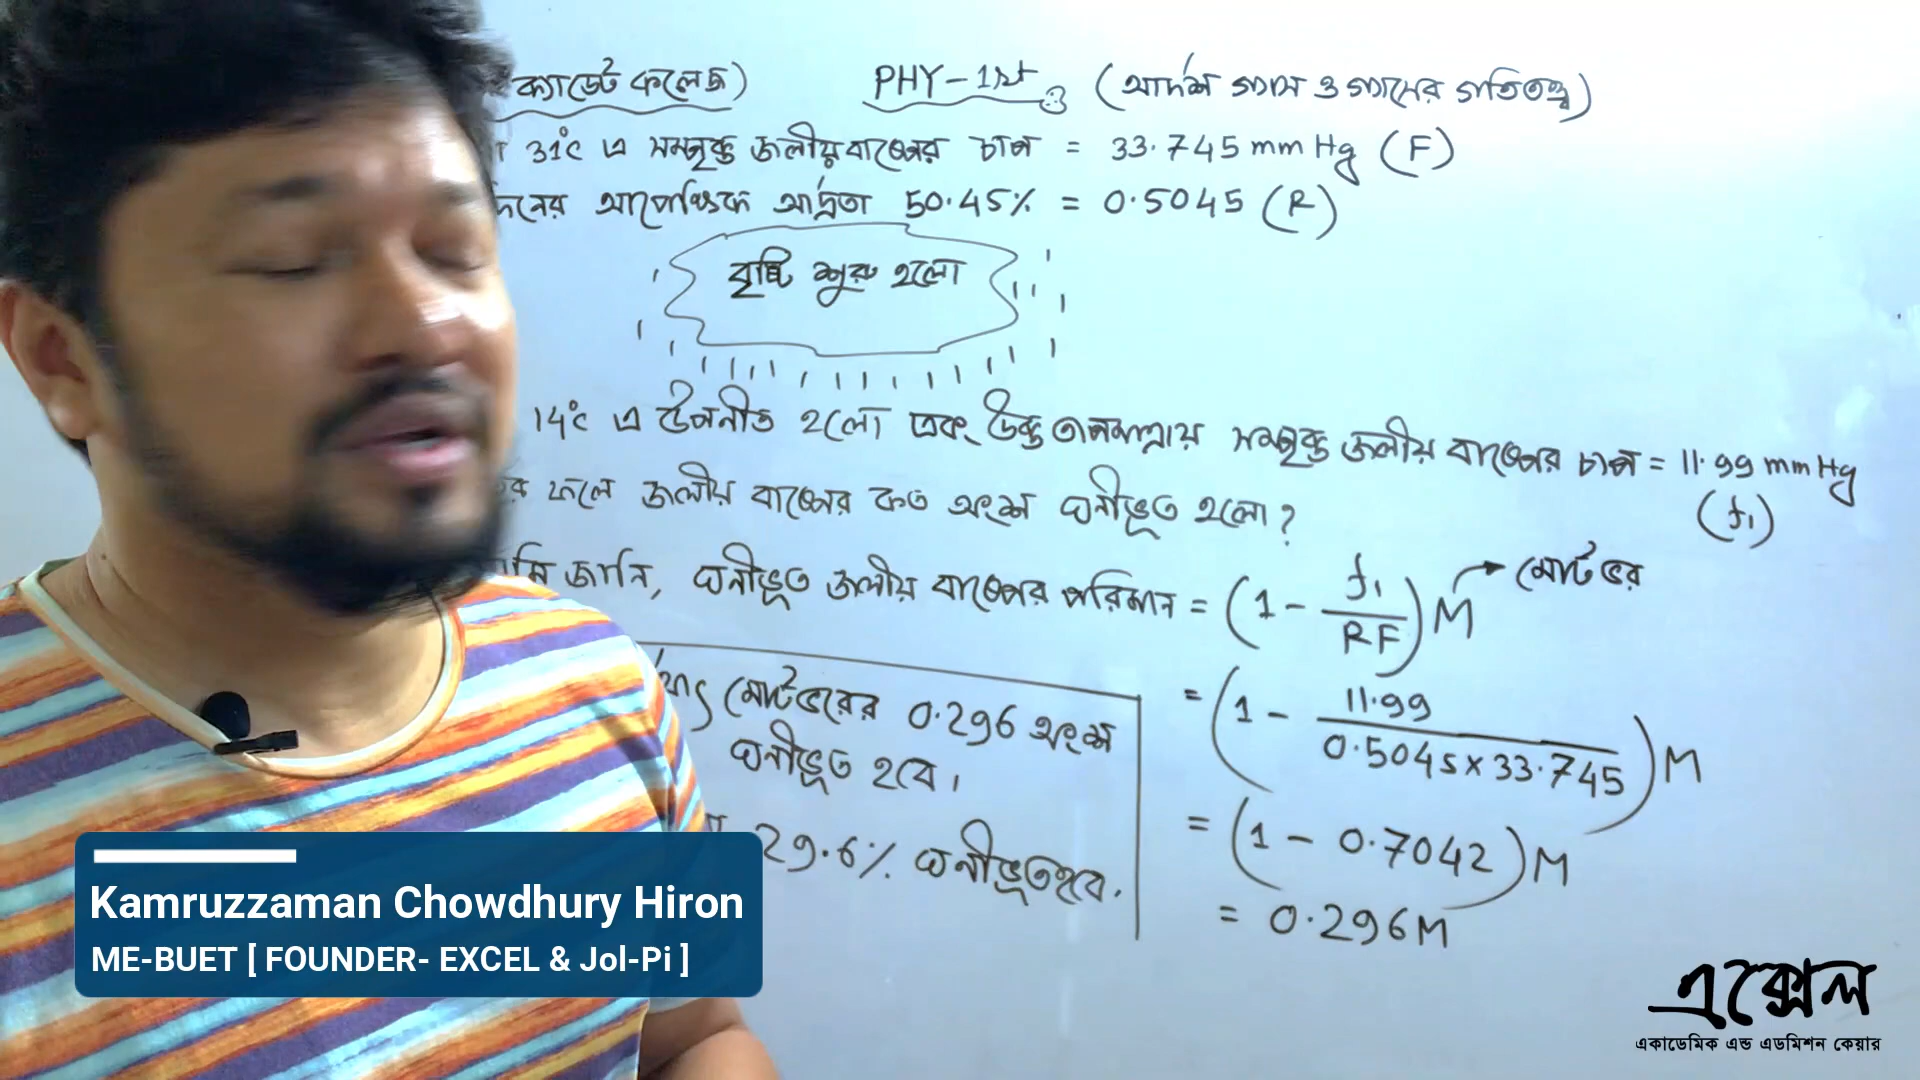 ক্যাডেট কলেজ) PHY-1st (আদর্শ গ্যাস ও গ্যাসের গতিতত্ত্ব)
31°C এ সম্পৃক্ত জলীয় বাষ্পের চাপ = 33.745 mm Hg (F)
দিনের আপেক্ষিক আর্দ্রতা 50.45% = 0.5045 (R)
বৃষ্টি শুরু হলো
14°C এ উপনীত হলো এবং উক্ত তাপমাত্রায় সম্পৃক্ত জলীয় বাষ্পের চাপ = 11.99 mm Hg
(f₁)
ফলে জলীয় বাষ্পের কত অংশ ঘনীভূত হলো?
জানি, ঘনীভূত জলীয় বাষ্পের পরিমান = (1 - f₁/RF) M → মোট ভর
= (1 - 11.99/0.5045×33.745) M
= (1 - 0.7042) M
= 0.296M
মোট ভরের 0.296 অংশ
ঘনীভূত হবে।
29.6% ঘনীভূত হবে.
Kamruzzaman Chowdhury Hiron
ME-BUET [ FOUNDER- EXCEL & Jol-Pi ]
এক্সেল
একাডেমিক এন্ড এডমিশন কেয়ার